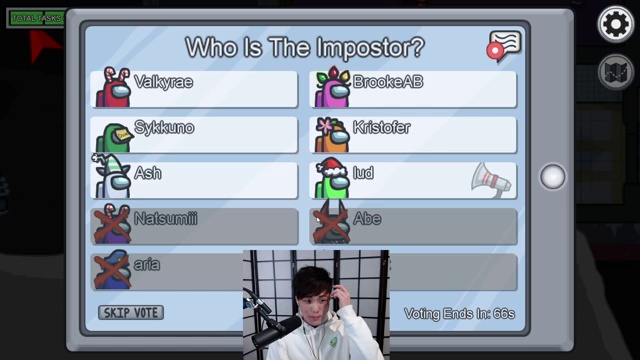 TOTAL TASKS
Who Is The Impostor?
Valkyrae
BrookeAB
Sykkuno
Kristofer
Ash
lud
Natsumiii
Abe
aria
SKIP VOTE
Voting Ends In: 66s